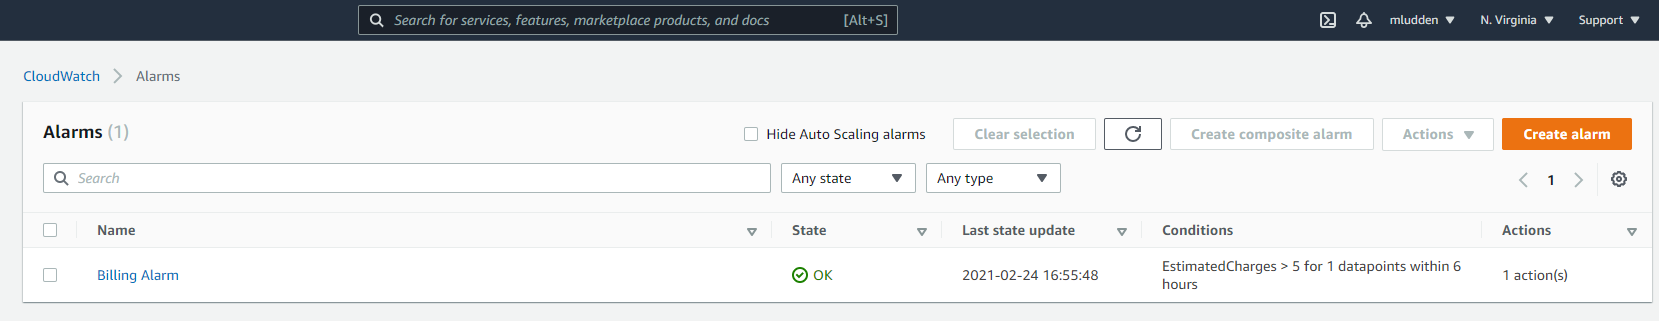 Search for services, features, marketplace products, and docs [Alt+S] mludden N. Virginia Support
CloudWatch Alarms
Alarms (1) Hide Auto Scaling alarms Clear selection Create composite alarm Actions Create alarm
Search Any state Any type 1
Name State Last state update Conditions Actions
Billing Alarm OK 2021-02-24 16:55:48 EstimatedCharges > 5 for 1 datapoints within 6 1 action(s)
hours